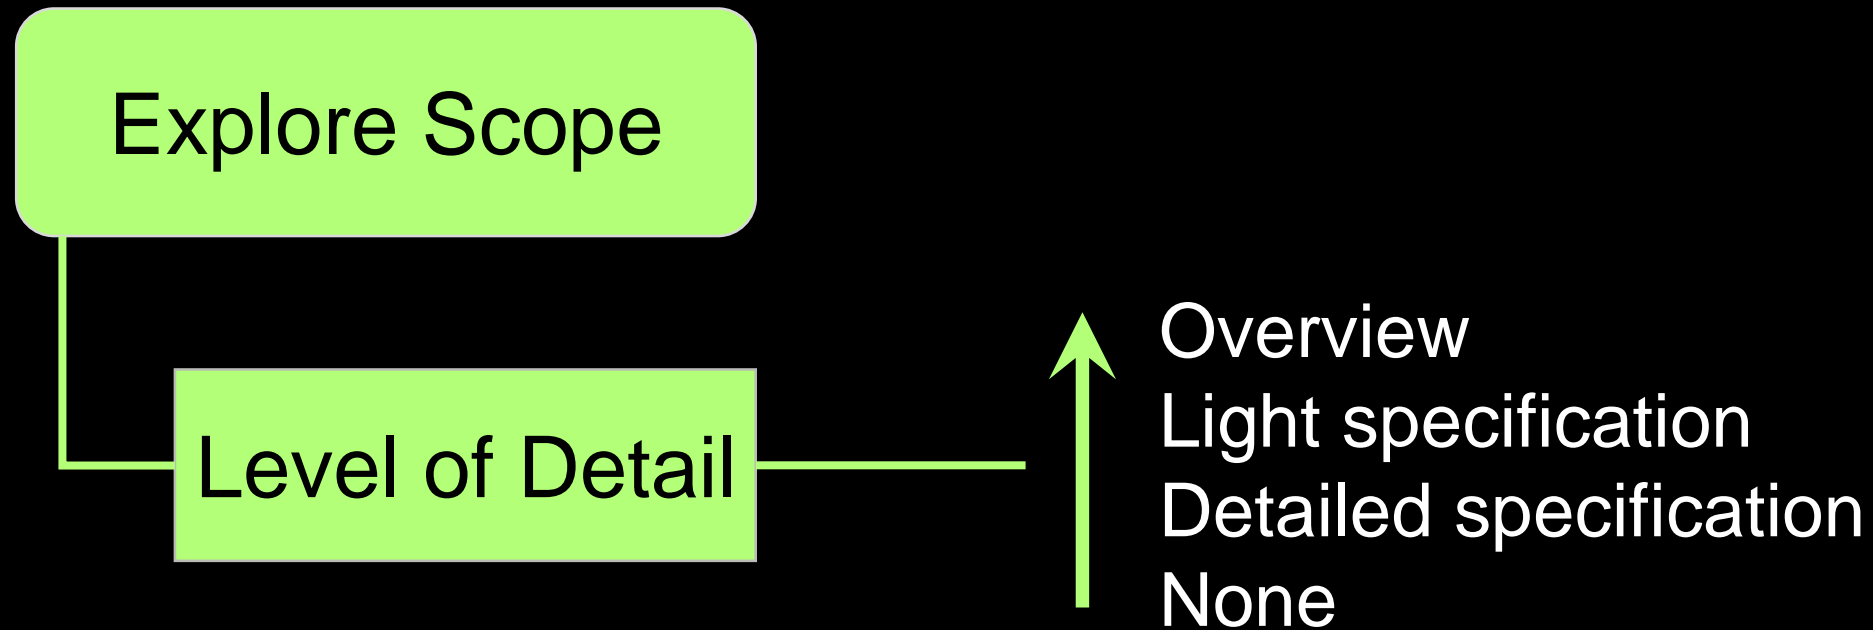 Explore Scope
Level of Detail
Overview
Light specification
Detailed specification
None